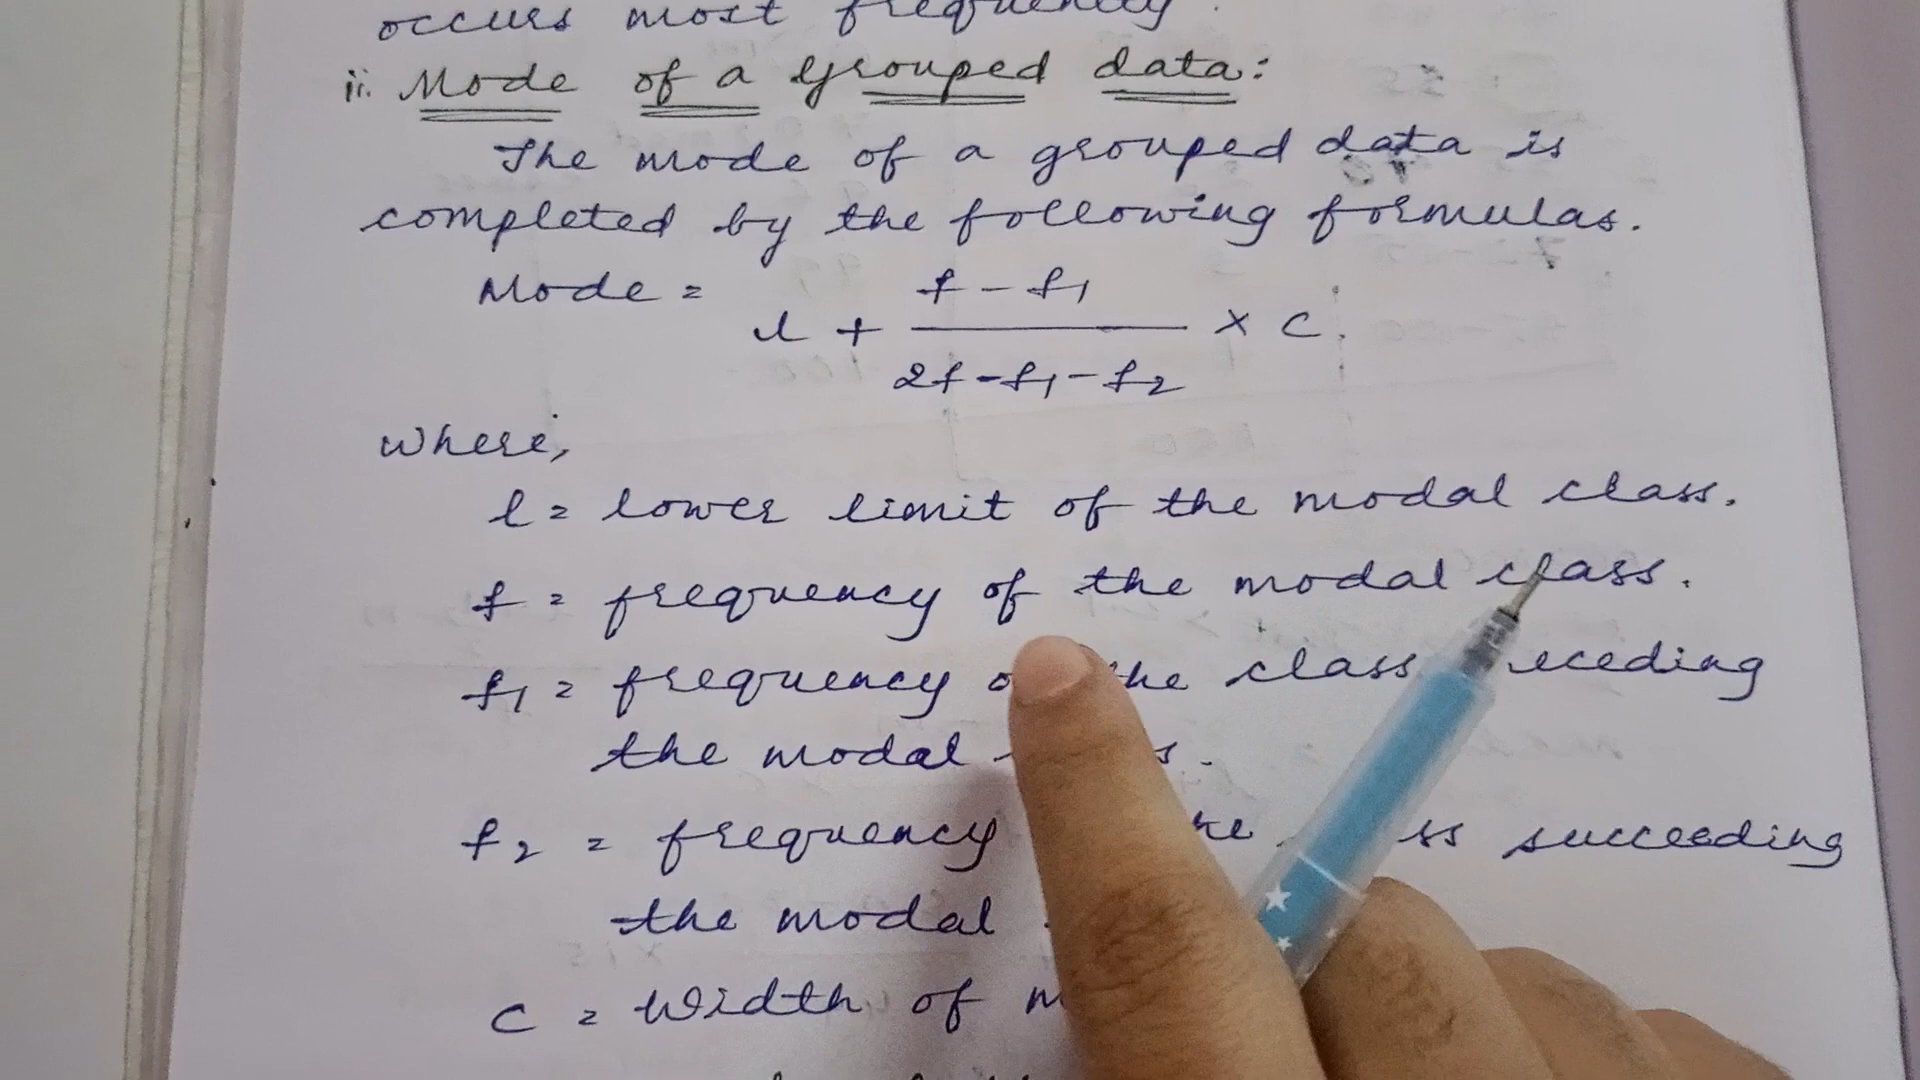 occurs most frequently.
ii. Mode of a grouped data:
The mode of a grouped data is
completed by the following formulas.
Mode = l + f - f1 / 2f - f1 - f2 × c.
where,
l = lower limit of the modal class.
f = frequency of the modal class.
f1 = frequency the class
the modal
f2 = frequency succeeding
the modal
c = Width of